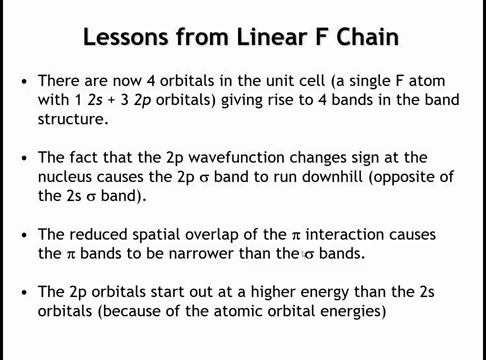 Lessons from Linear F Chain
• There are now 4 orbitals in the unit cell (a single F atom
with 1 2s + 3 2p orbitals) giving rise to 4 bands in the band
structure.
• The fact that the 2p wavefunction changes sign at the
nucleus causes the 2p σ band to run downhill (opposite of
the 2s σ band).
• The reduced spatial overlap of the π interaction causes
the π bands to be narrower than the σ bands.
• The 2p orbitals start out at a higher energy than the 2s
orbitals (because of the atomic orbital energies)